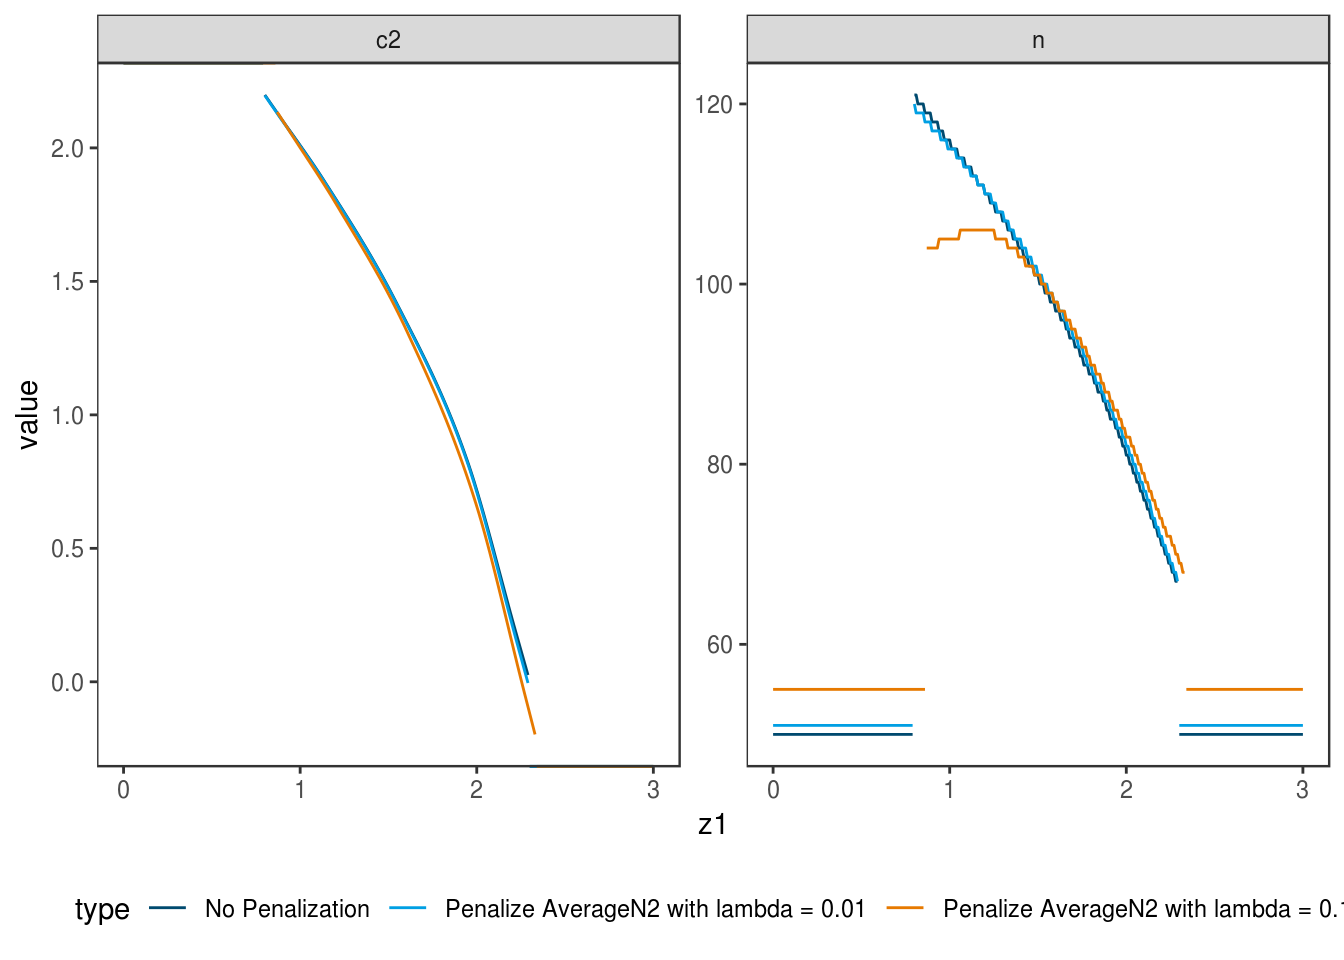 c2
n
value
2.0
1.5
1.0
0.5
0.0
120
100
80
60
0 1 2 3
0 1 2 3
z1
type No Penalization Penalize AverageN2 with lambda = 0.01 Penalize AverageN2 with lambda =